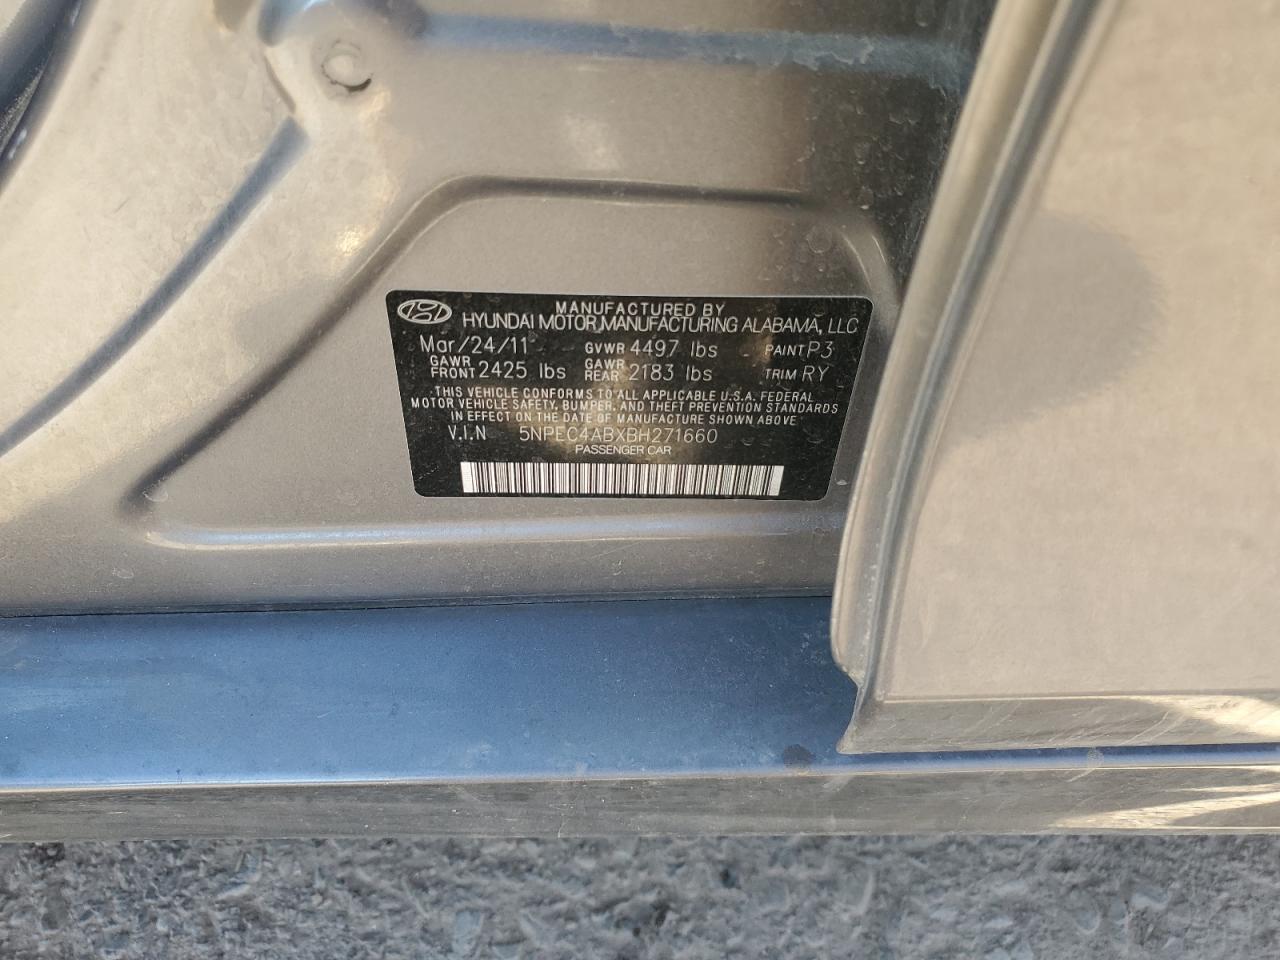 MANUFACTURED BY
HYUNDAI MOTOR MANUFACTURING ALABAMA, LLC
Mar/24/11 GVWR 4497 lbs PAINT P3
GAWR FRONT 2425 lbs GAWR REAR 2183 lbs TRIM RY
THIS VEHICLE CONFORMS TO ALL APPLICABLE U.S.A. FEDERAL
MOTOR VEHICLE SAFETY, BUMPER, AND THEFT PREVENTION STANDARDS
IN EFFECT ON THE DATE OF MANUFACTURE SHOWN ABOVE
V.I.N 5NPEC4ABXBH271660
PASSENGER CAR